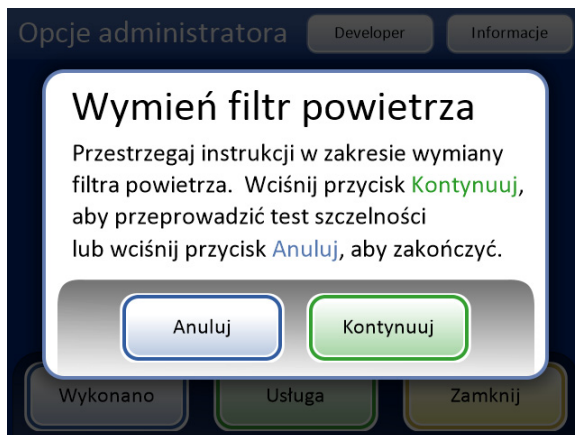 Opcje administratora Developer Informacje
Wymień filtr powietrza
Przestrzegaj instrukcji w zakresie wymiany
filtra powietrza. Wciśnij przycisk Kontynuuj,
aby przeprowadzić test szczelności
lub wciśnij przycisk Anuluj, aby zakończyć.
Anuluj Kontynuuj
Wykonano Usługa Zamknij